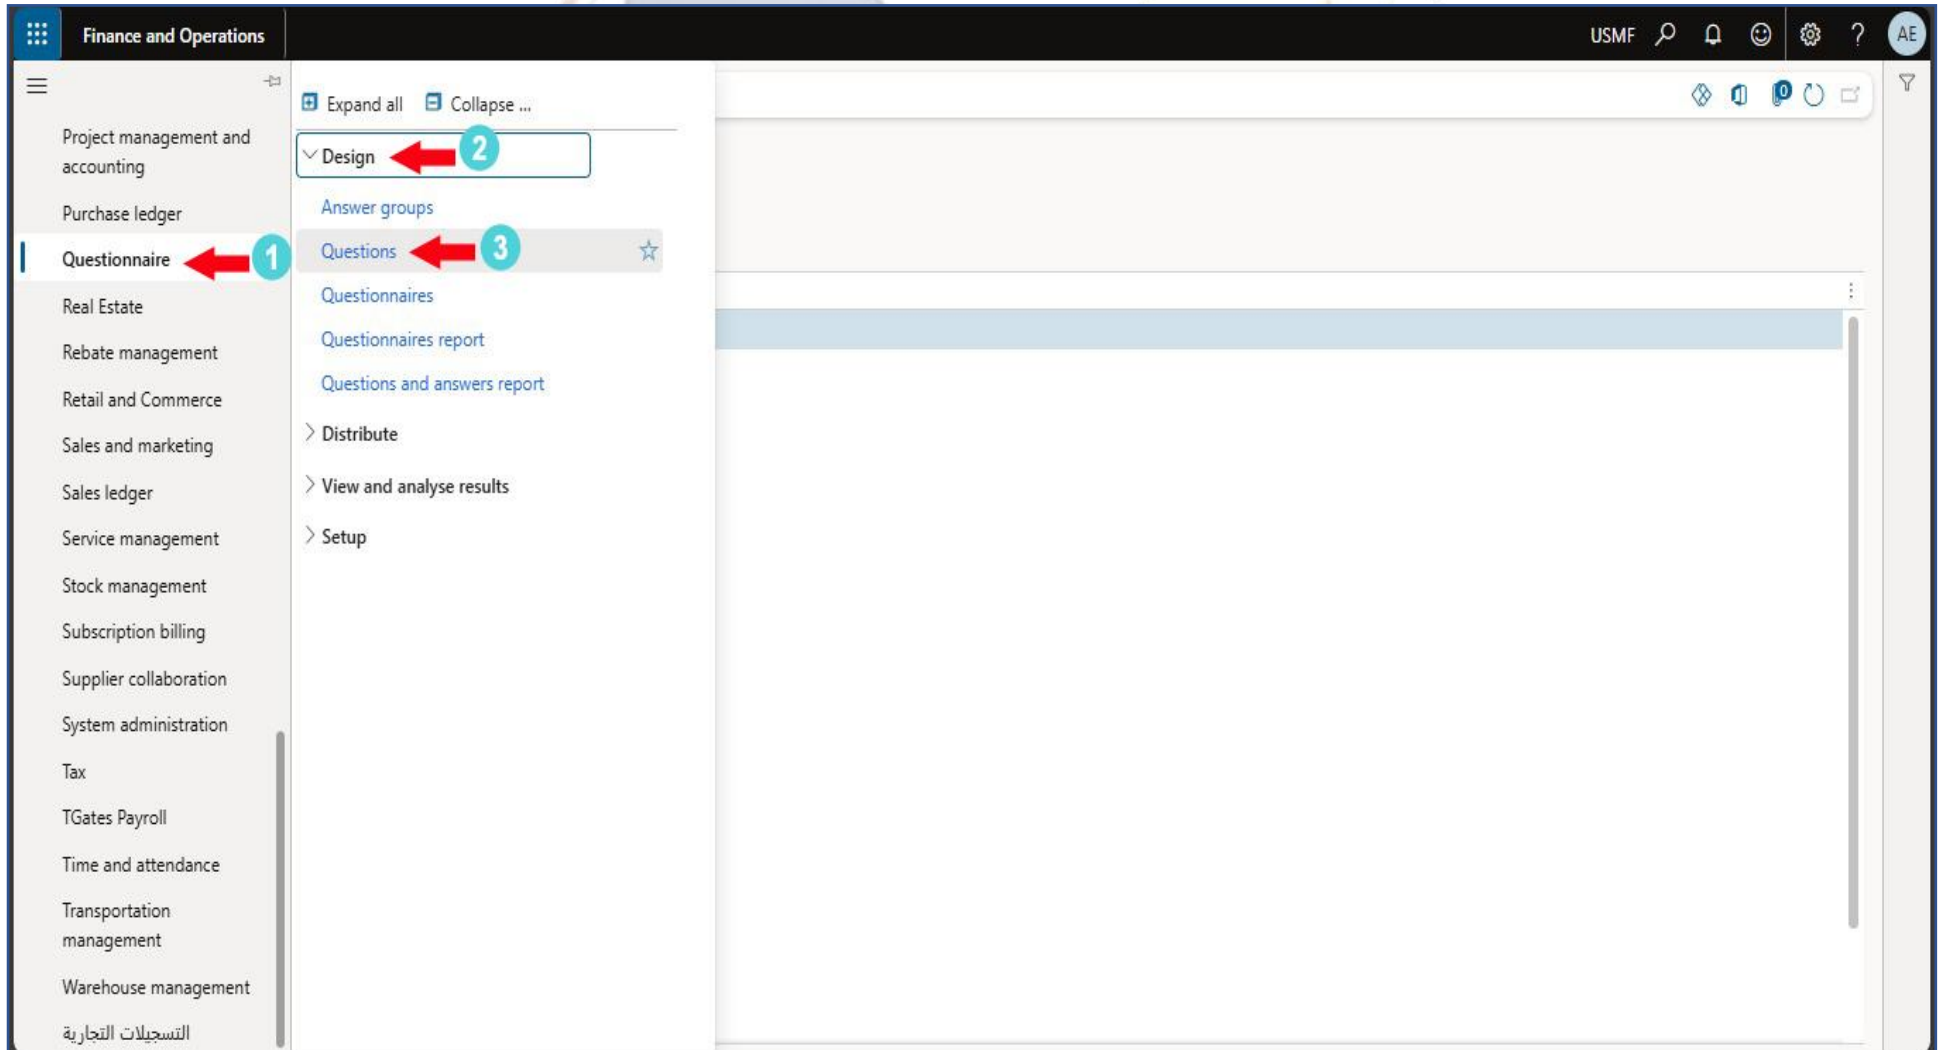 Finance and Operations
USMF
?
AE
Expand all
Collapse ...
0
Project management and
accounting
Purchase ledger
Questionnaire
1
Real Estate
Rebate management
Retail and Commerce
Sales and marketing
Sales ledger
Service management
Stock management
Subscription billing
Supplier collaboration
System administration
Tax
TGates Payroll
Time and attendance
Transportation
management
Warehouse management
التسجيلات التجارية
Design
2
Answer groups
Questions
3
Questionnaires
Questionnaires report
Questions and answers report
Distribute
View and analyse results
Setup